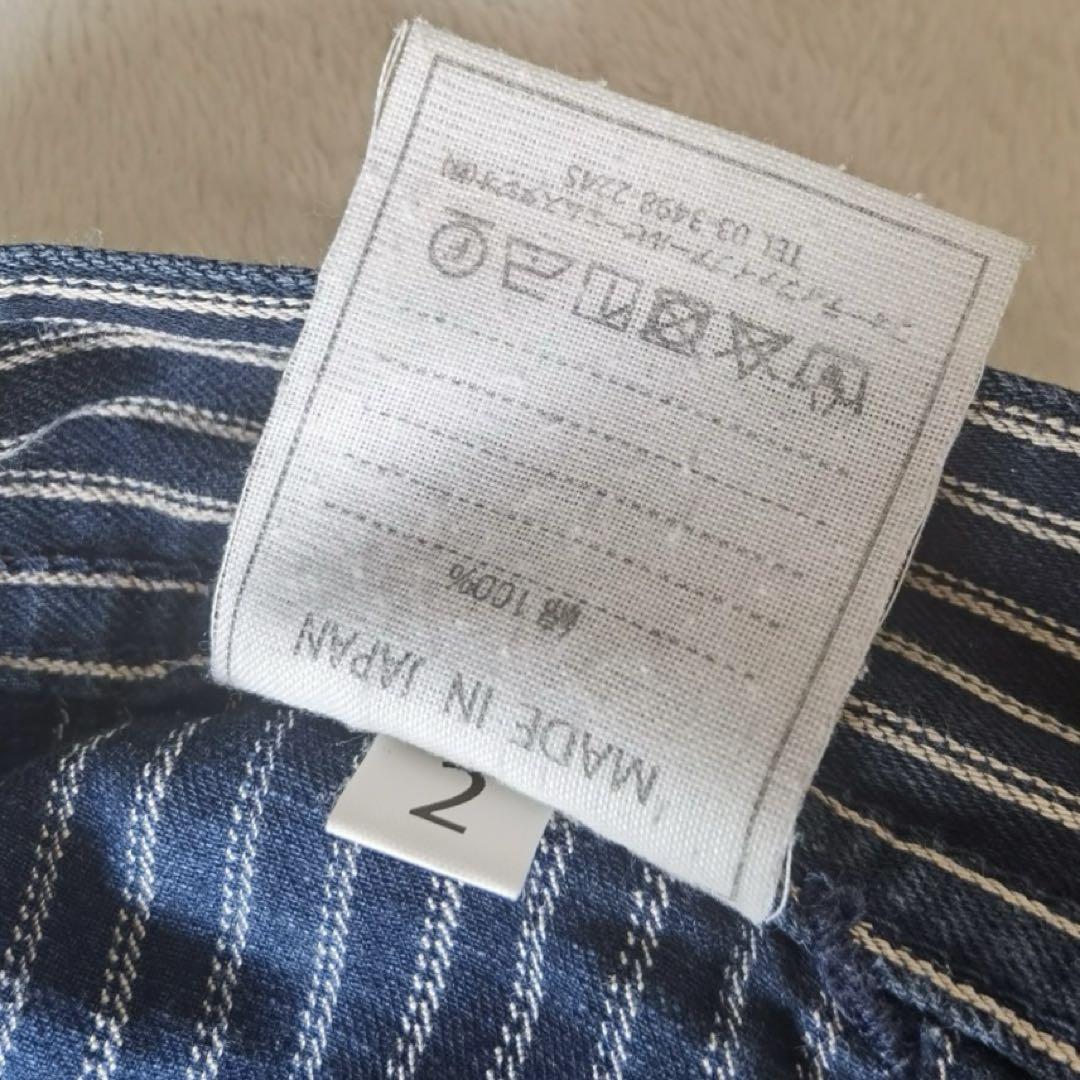 2
MADE IN JAPAN
綿 100%
TEL 03-3498-2245